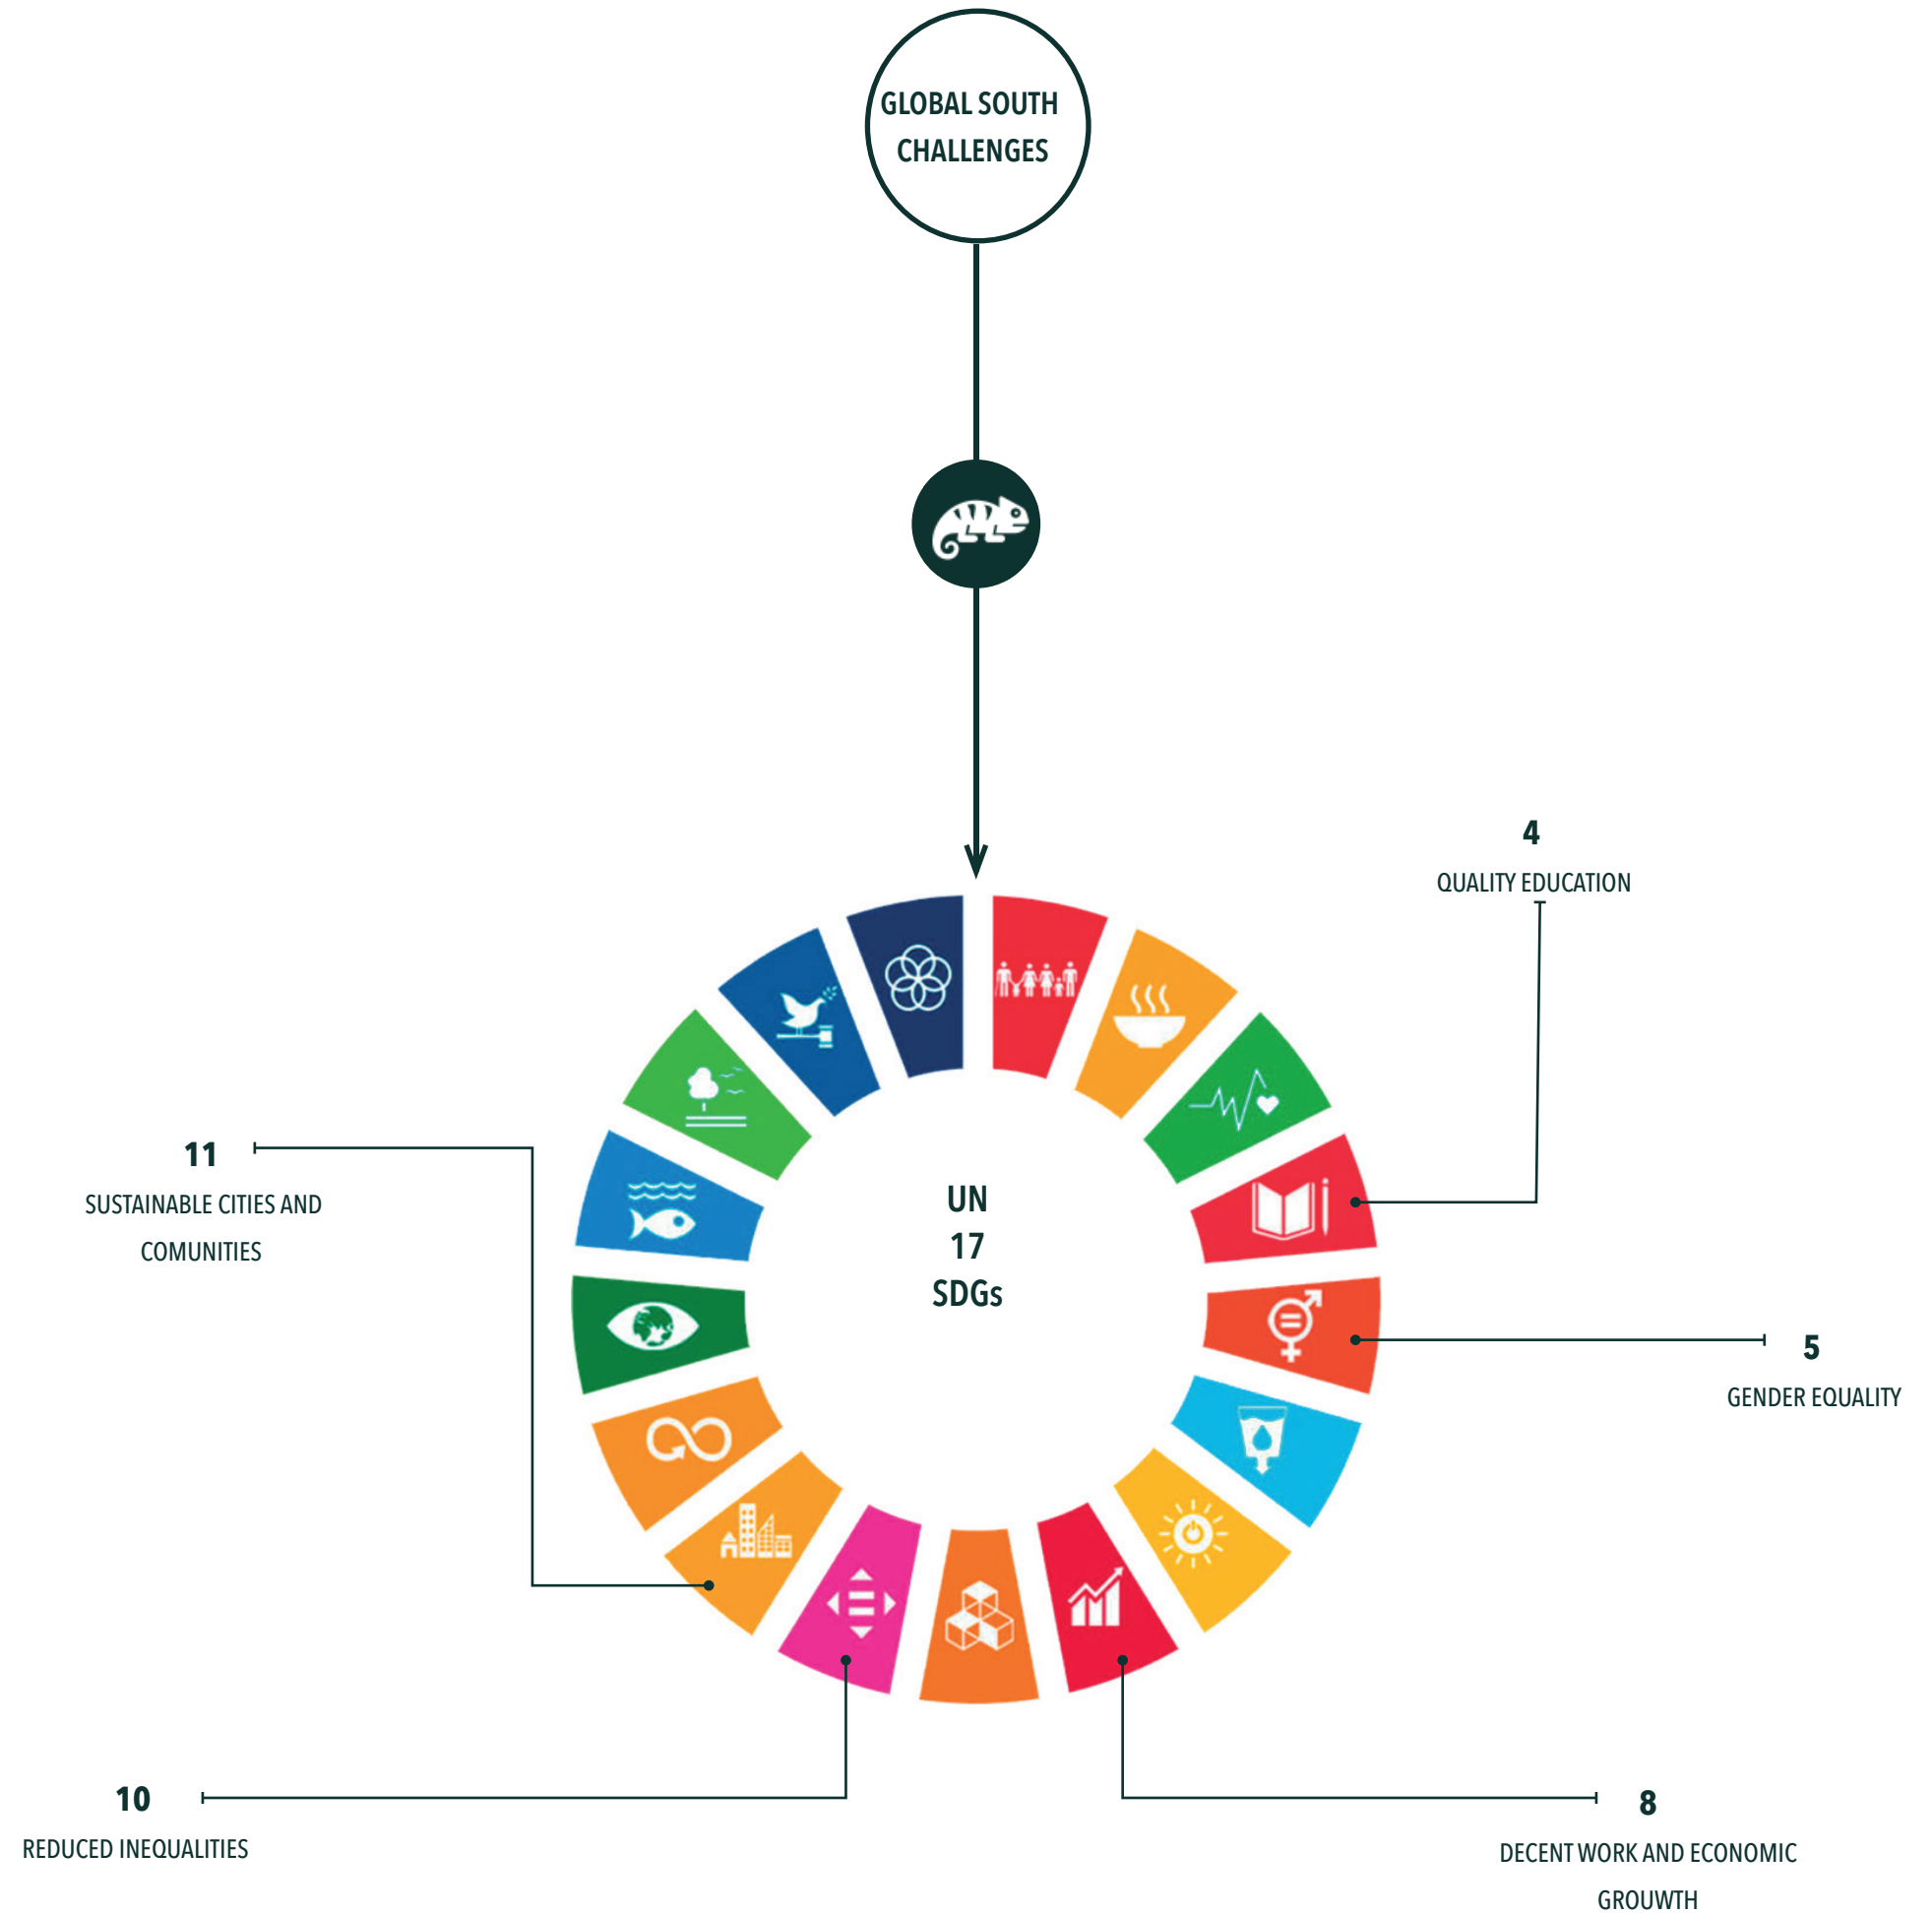 GLOBAL SOUTH
CHALLENGES
4
QUALITY EDUCATION
11
SUSTAINABLE CITIES AND
COMUNITIES
UN
17
SDGs
5
GENDER EQUALITY
10
REDUCED INEQUALITIES
8
DECENT WORK AND ECONOMIC
GROUWTH